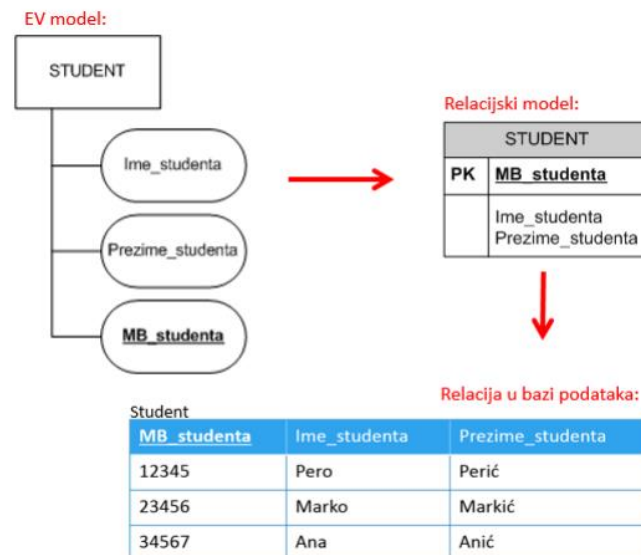 EV model:
STUDENT
Ime_studenta
Prezime_studenta
MB_studenta
Relacijski model:
STUDENT
PK MB_studenta
Ime_studenta
Prezime_studenta
Relacija u bazi podataka:
Student
MB_studenta Ime_studenta Prezime_studenta
12345 Pero Perić
23456 Marko Markić
34567 Ana Anić